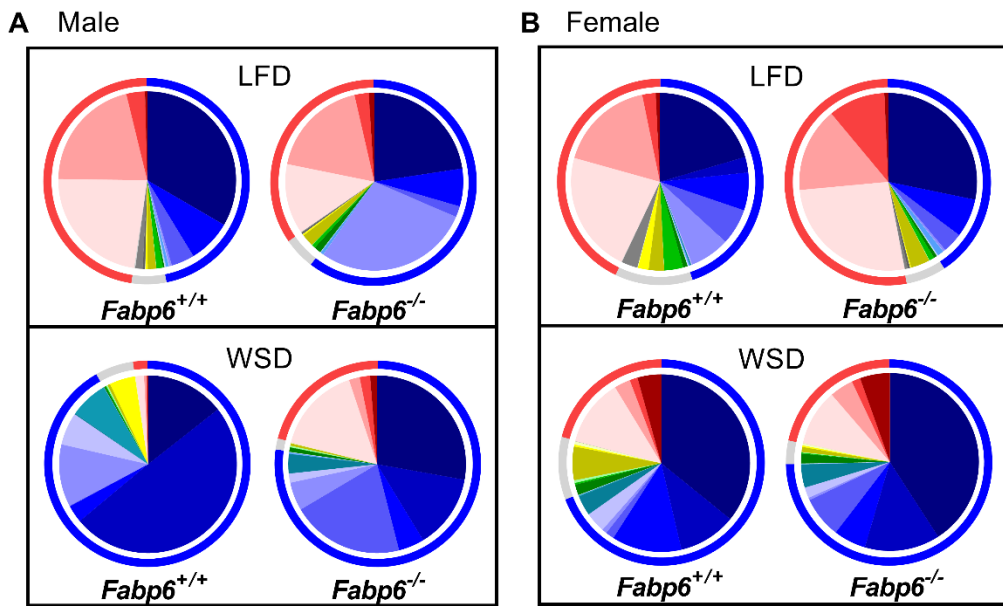 A Male
LFD
Fabp6+/+ Fabp6-/-
WSD
Fabp6+/+ Fabp6-/-
B Female
LFD
Fabp6+/+ Fabp6-/-
WSD
Fabp6+/+ Fabp6-/-